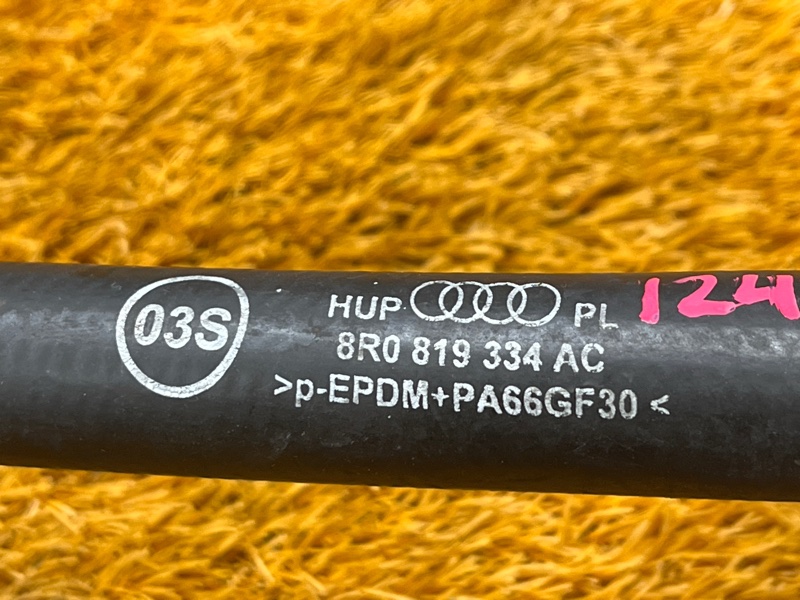 03S
HUP PL
8R0 819 334 AC
>p-EPDM+PA66GF30<
124